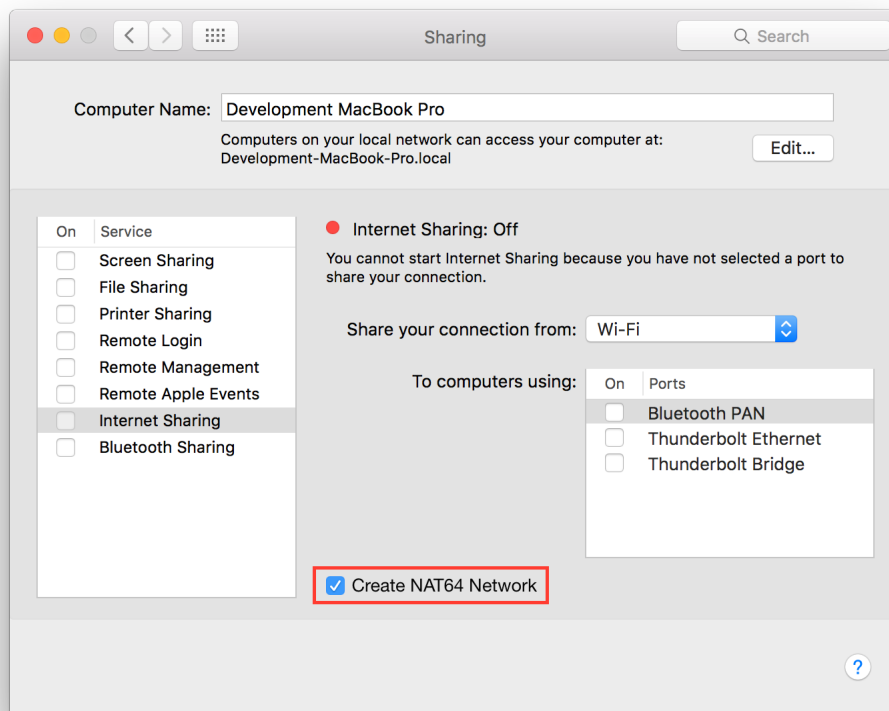 Sharing
Search
Computer Name: Development MacBook Pro
Computers on your local network can access your computer at:
Development-MacBook-Pro.local
Edit...
On Service
Screen Sharing
File Sharing
Printer Sharing
Remote Login
Remote Management
Remote Apple Events
Internet Sharing
Bluetooth Sharing
Internet Sharing: Off
You cannot start Internet Sharing because you have not selected a port to
share your connection.
Share your connection from: Wi-Fi
To computers using:
On Ports
Bluetooth PAN
Thunderbolt Ethernet
Thunderbolt Bridge
Create NAT64 Network
?